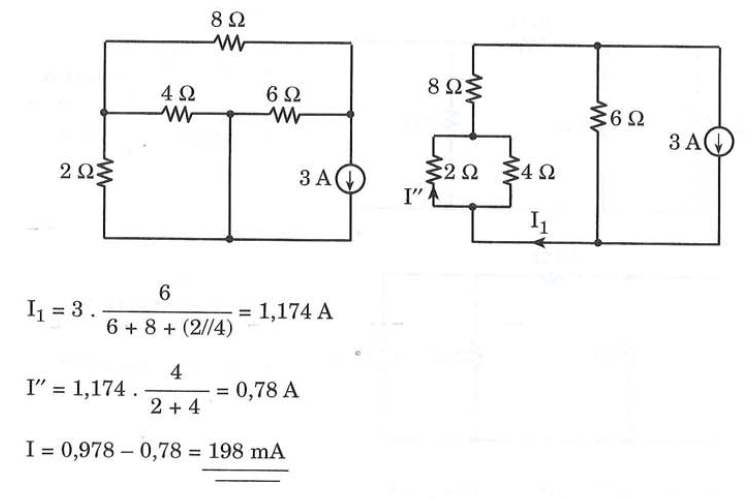 8 Ω
4 Ω 6 Ω
2 Ω
3 A
8 Ω
6 Ω
3 A
2 Ω 4 Ω
I″
I₁
I₁ = 3 . 6 / (6 + 8 + (2//4)) = 1,174 A
I″ = 1,174 . 4 / (2 + 4) = 0,78 A
I = 0,978 – 0,78 = 198 mA